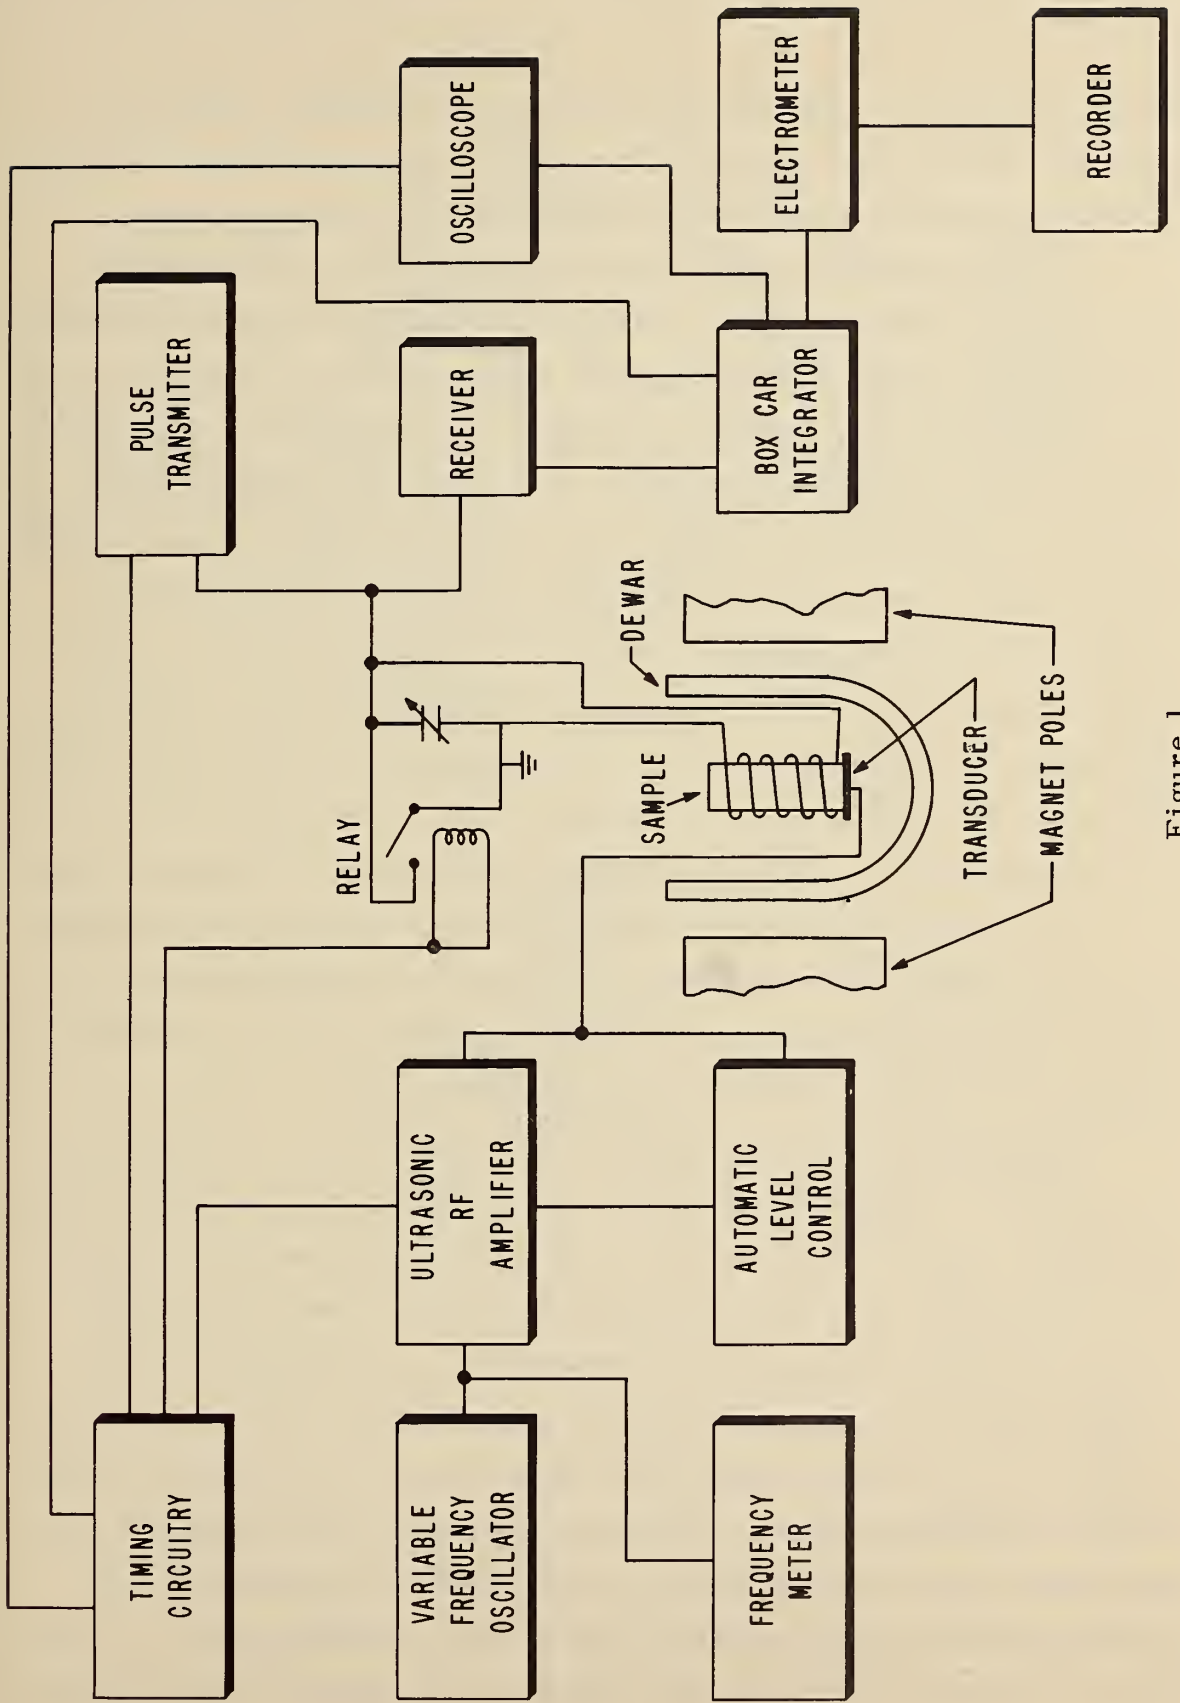 TIMING
CIRCUITRY
PULSE
TRANSMITTER
VARIABLE
FREQUENCY
OSCILLATOR
ULTRASONIC
RF
AMPLIFIER
RELAY
RECEIVER
OSCILLOSCOPE
FREQUENCY
METER
AUTOMATIC
LEVEL
CONTROL
SAMPLE
DEWAR
BOX CAR
INTEGRATOR
ELECTROMETER
TRANSDUCER
MAGNET POLES
RECORDER
Figure 1